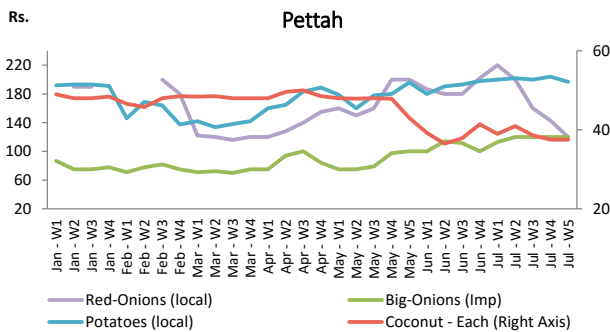 Pettah
Rs.
220
180
140
100
60
20
60
40
20
Jan - W1
Jan - W2
Jan - W3
Jan - W4
Feb - W1
Feb - W2
Feb - W3
Feb - W4
Mar - W1
Mar - W2
Mar - W3
Mar - W4
Apr - W1
Apr - W2
Apr - W3
Apr - W4
May - W1
May - W2
May - W3
May - W4
May - W5
Jun - W1
Jun - W2
Jun - W3
Jun - W4
Jul - W1
Jul - W2
Jul - W3
Jul - W4
Jul - W5
Red-Onions (local)
Big-Onions (Imp)
Potatoes (local)
Coconut - Each (Right Axis)